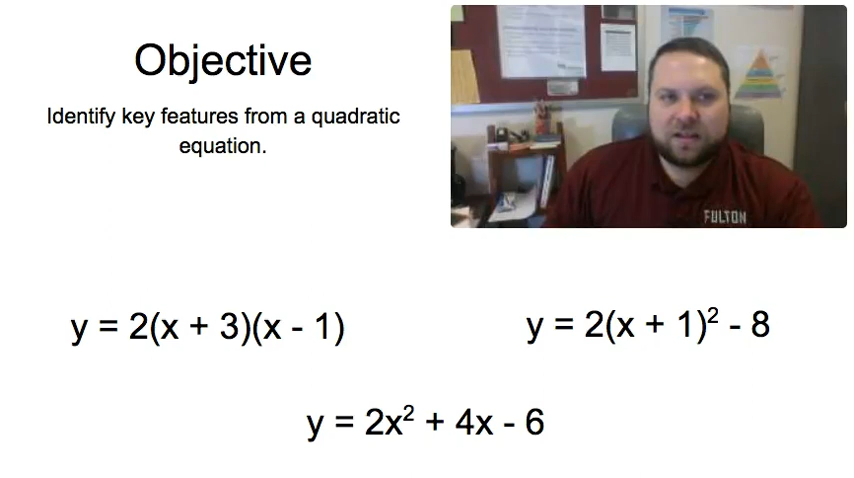 Objective
Identify key features from a quadratic
equation.
FULTON
y = 2(x + 3)(x - 1)
y = 2(x + 1)² - 8
y = 2x² + 4x - 6